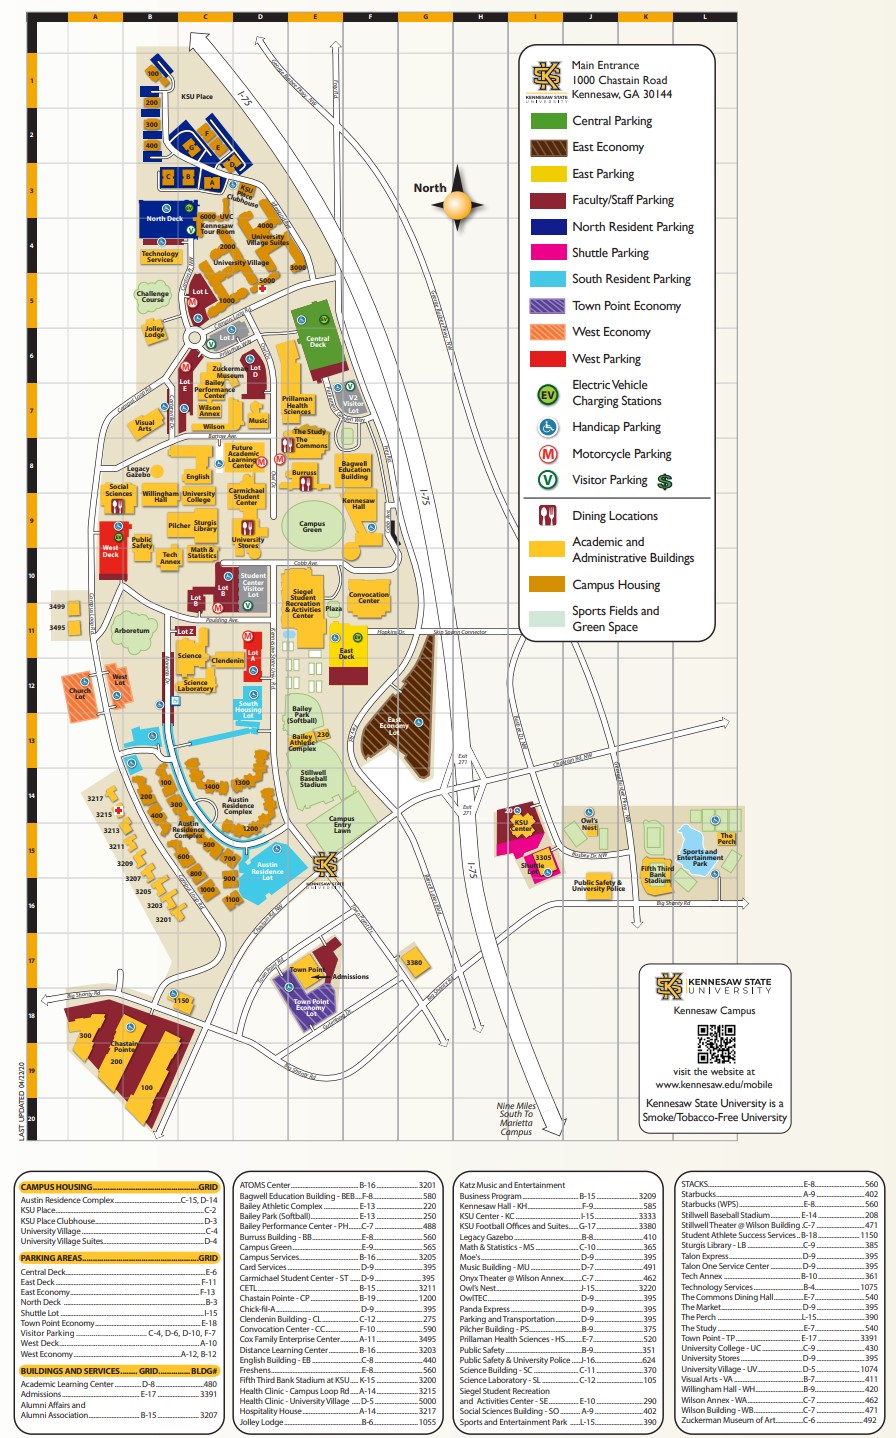 A B C D E F G H I J K L
1
2
3
4
5
6
7
8
9
10
11
12
13
14
15
16
17
18
19
20
North
KS
KENNESAW STATE
UNIVERSITY
Main Entrance
1000 Chastain Road
Kennesaw, GA 30144
Central Parking
East Economy
East Parking
Faculty/Staff Parking
North Resident Parking
Shuttle Parking
South Resident Parking
Town Point Economy
West Economy
West Parking
EV Electric Vehicle
Charging Stations
Handicap Parking
M Motorcycle Parking
V Visitor Parking $
Dining Locations
Academic and
Administrative Buildings
Campus Housing
Sports Fields and
Green Space
100
200
300
400
KSU Place
I-75
F
G
E
D
C B A
KSU
Place
Clubhouse
North Deck
6000 UVC
Kennesaw
Tour Room
4000
University
Village Suites
2000
Technology
Services
University Village
3000
5000
1000
Challenge
Course
Lot L
Jolley
Lodge
Lot J
Central
Deck
Lot
D
Lot
E
Zuckerman
Museum
Bailey
Performance
Center
Wilson
Annex
Wilson
Music
Prillaman
Health
Sciences
V2
Visitor
Lot
Visual
Arts
Bartow Ave.
The Study
The
Commons
Future
Academic
Learning
Center
Legacy
Gazebo
English
Burruss
Bagwell
Education
Building
I-75
Social
Sciences
Willingham
Hall
University
College
Carmichael
Student
Center
Kennesaw
Hall
Pilcher
Sturgis
Library
University
Stores
Campus
Green
West
Deck
Public
Safety
Tech
Annex
Math &
Statistics
Cobb Ave.
Lot
B
Lot
B
Student
Center
Visitor
Lot
Siegel
Student
Recreation
& Activities
Center
Plaza
Convocation
Center
3499
3495
Arboretum
Paulding Ave.
Lot Z
Science
Clendenin
Lot
A
East
Deck
Hopkins Dr.
Skip Spann Connector
Church
Lot
West
Lot
Science
Laboratory
South
Housing
Lot
Bailey
Park
(Softball)
Bailey
Athletic
Complex
230
East
Economy
Lot
Stillwell
Baseball
Stadium
Exit
271
Exit
271
Chastain Rd. NW
Campus
Entry
Lawn
3217
3215
3213
3211
3209
3207
3205
3203
3201
100
200
300
400
1400
1300
Austin
Residence
Complex
Austin
Residence
Complex
1200
500
600
700
800
900
1000
1100
Austin
Residence
Lot
KS
KENNESAW STATE
UNIVERSITY
KSU
Center
3305
Shuttle
Lot
Owl's
Nest
Busbee Dr. NW
Public Safety &
University Police
Fifth Third
Bank
Stadium
Sports and
Entertainment
Park
The
Perch
Big Shanty Rd
I-75
Town Point
Admissions
Town Point
Economy
Lot
3380
Big Shanty Rd
1150
Chastain
Pointe
300
200
100
Nine Miles
South To
Marietta
Campus
KS
KENNESAW STATE
UNIVERSITY
Kennesaw Campus
visit the website at
www.kennesaw.edu/mobile
Kennesaw State University is a
Smoke/Tobacco-Free University
LAST UPDATED 04/22/20
CAMPUS HOUSING....GRID
Austin Residence Complex....C-15, D-14
KSU Place....C-2
KSU Place Clubhouse....D-3
University Village....C-4
University Village Suites....D-4
PARKING AREAS....GRID
Central Deck....E-6
East Deck....F-11
East Economy....F-13
North Deck....B-3
Shuttle Lot....I-15
Town Point Economy....E-18
Visitor Parking....C-4, D-6, D-10, F-7
West Deck....A-10
West Economy....A-12, B-12
BUILDINGS AND SERVICES....GRID....BLDG#
Academic Learning Center....D-8....480
Admissions....E-17....3391
Alumni Affairs and
Alumni Association....B-15....3207
ATOMS Center....B-16....3201
Bagwell Education Building - BEB....F-8....580
Bailey Athletic Complex....E-13....220
Bailey Park (Softball)....E-13....250
Bailey Performance Center - PH....C-7....488
Burruss Building - BB....E-8....560
Campus Green....E-9....565
Campus Services....B-16....3205
Card Services....D-9....395
Carmichael Student Center - ST....D-9....395
CETL....B-15....3211
Chastain Pointe - CP....B-19....1200
Chick-fil-A....D-9....395
Clendenin Building - CL....C-12....275
Convocation Center - CC....F-10....590
Cox Family Enterprise Center....A-11....3495
Distance Learning Center....B-16....3203
English Building - EB....C-8....440
Freshens....E-8....560
Fifth Third Bank Stadium at KSU....K-15....3200
Health Clinic - Campus Loop Rd....A-14....3215
Health Clinic - University Village....D-5....5000
Hospitality House....A-14....3217
Jolley Lodge....B-6....1055
Katz Music and Entertainment
Business Program....B-15....3209
Kennesaw Hall - KH....F-9....585
KSU Center - KC....I-15....3333
KSU Football Offices and Suites....G-17....3380
Legacy Gazebo....B-8....410
Math & Statistics - MS....C-10....365
Moe's....D-9....395
Music Building - MU....D-7....491
Onyx Theater @ Wilson Annex....C-7....462
Owl's Nest....J-15....3220
OwlTEC....D-9....395
Panda Express....D-9....395
Parking and Transportation....D-9....395
Pilcher Building - PS....B-9....375
Prillaman Health Sciences - HS....E-7....520
Public Safety....B-9....351
Public Safety & University Police....J-16....624
Science Building - SC....C-11....370
Science Laboratory - SL....C-12....105
Siegel Student Recreation
and Activities Center - SE....E-10....290
Social Sciences Building - SO....A-9....402
Sports and Entertainment Park....L-15....390
STACKS....E-8....560
Starbucks....A-9....402
Starbucks (WPS)....E-8....560
Stillwell Baseball Stadium....E-14....208
Stillwell Theater @ Wilson Building....C-7....471
Student Athlete Success Services....B-18....1150
Sturgis Library - LB....C-9....385
Talon Express....D-9....395
Talon One Service Center....D-9....395
Tech Annex....B-10....361
Technology Services....B-4....1075
The Commons Dining Hall....E-7....540
The Market....D-9....395
The Perch....L-15....390
The Study....E-7....540
Town Point - TP....E-17....3391
University College - UC....C-9....430
University Stores....D-9....395
University Village - UV....D-5....1074
Visual Arts - VA....B-7....411
Willingham Hall - WH....B-9....420
Wilson Annex - WA....C-7....462
Wilson Building - WB....C-7....471
Zuckerman Museum of Art....C-6....492